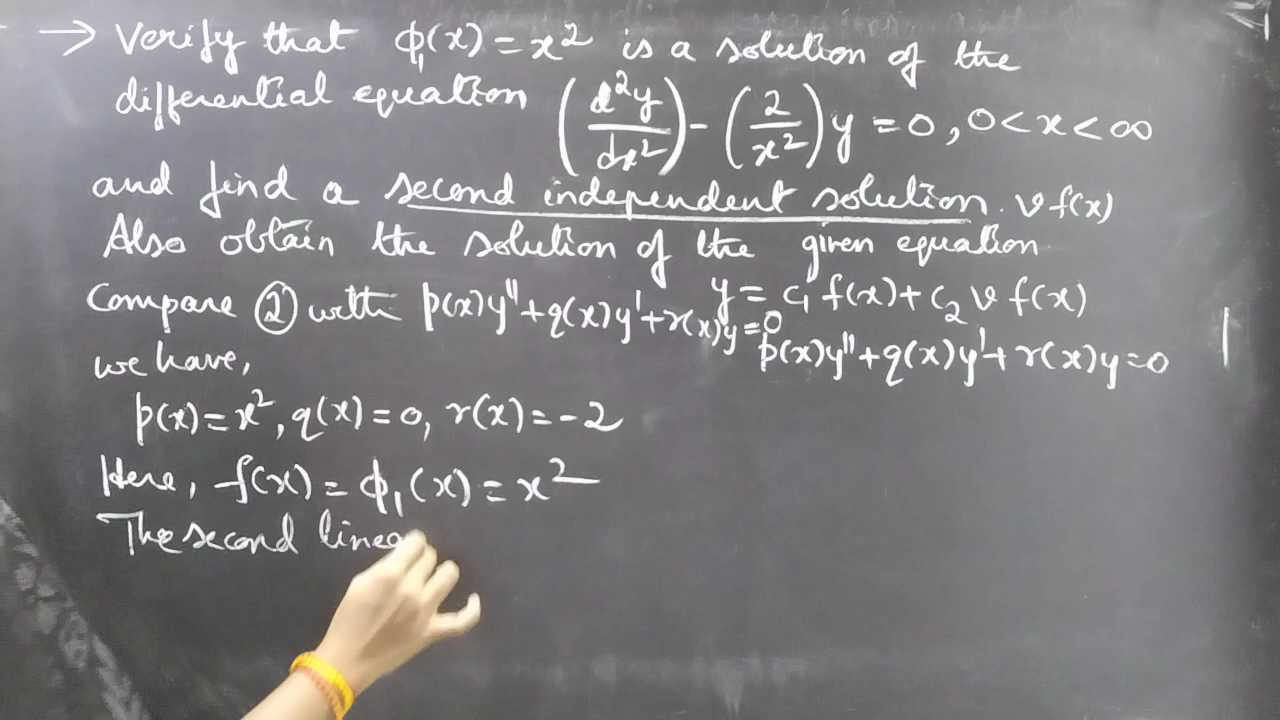 → Verify that ϕ₁(x) = x² is a solution of the
differential equation (d²y/dx²) - (2/x²)y = 0, 0 < x < ∞
and find a second independent solution. v f(x)
Also obtain the solution of the given equation.
y = c₁ f(x) + c₂ v f(x)
Compare ② with p(x)y'' + q(x)y' + r(x)y = 0
p(x)y'' + q(x)y' + r(x)y = 0
we have,
p(x) = x², q(x) = 0, r(x) = -2
Here, f(x) = ϕ₁(x) = x²
The second linea